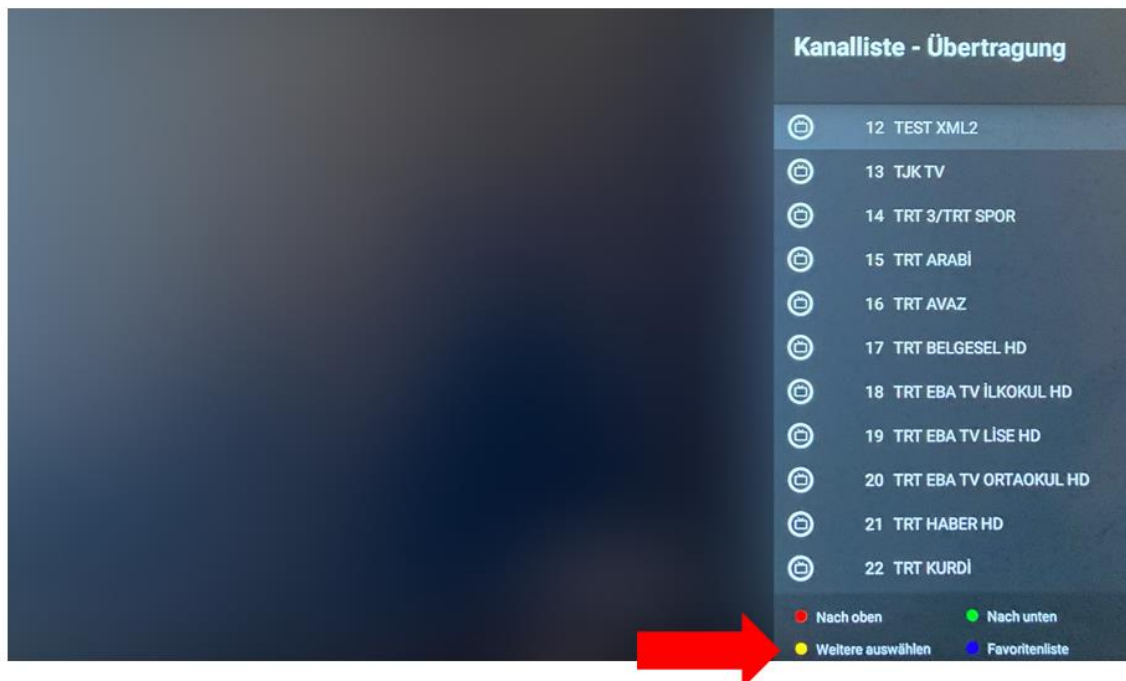 Kanalliste - Übertragung
12 TEST XML2
13 TJK TV
14 TRT 3/TRT SPOR
15 TRT ARABİ
16 TRT AVAZ
17 TRT BELGESEL HD
18 TRT EBA TV İLKOKUL HD
19 TRT EBA TV LİSE HD
20 TRT EBA TV ORTAOKUL HD
21 TRT HABER HD
22 TRT KURDİ
Nach oben Nach unten
Weitere auswählen Favoritenliste